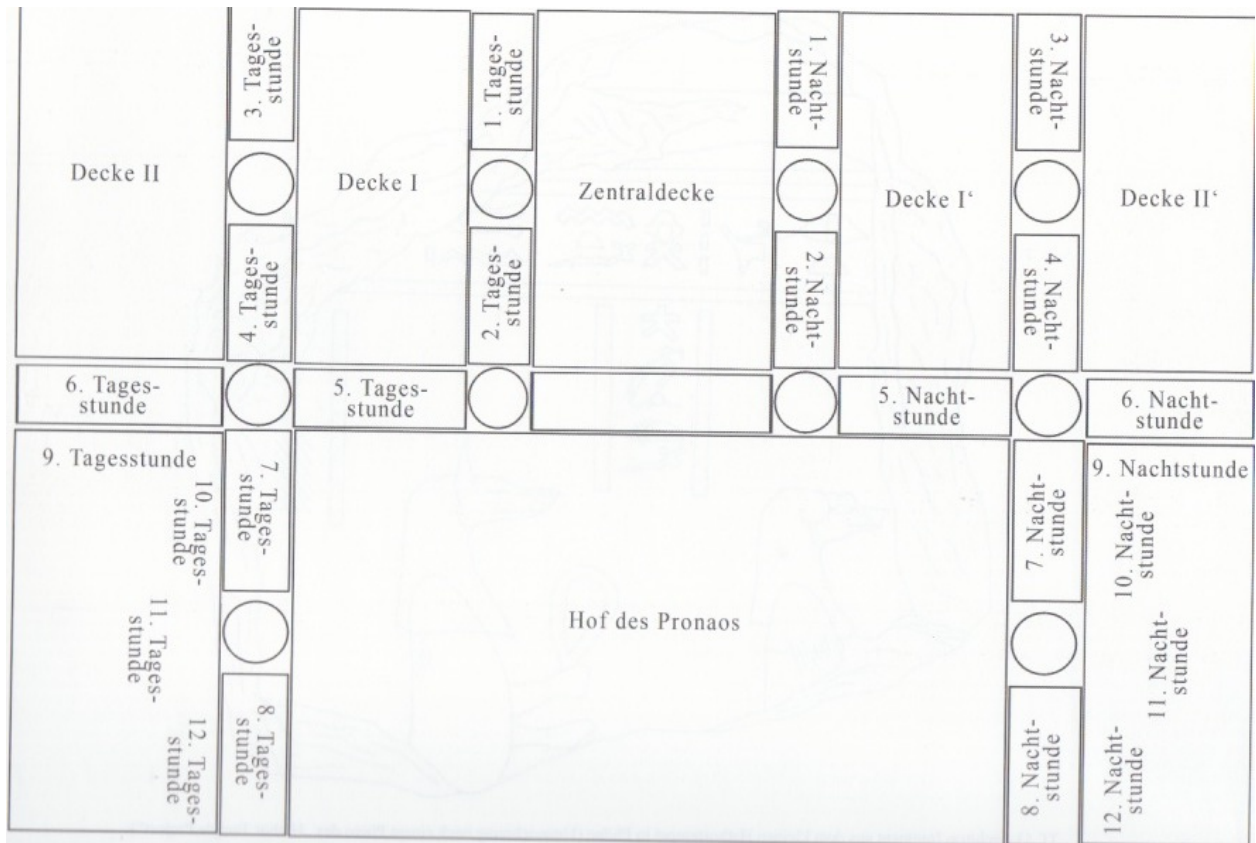 3. Tages-
stunde
1. Tages-
stunde
1. Nacht-
stunde
3. Nacht-
stunde
Decke II
Decke I
Zentraldecke
Decke I‘
Decke II‘
4. Tages-
stunde
2. Tages-
stunde
2. Nacht-
stunde
4. Nacht-
stunde
6. Tages-
stunde
5. Tages-
stunde
5. Nacht-
stunde
6. Nacht-
stunde
9. Tagesstunde
10. Tages-
stunde
11. Tages-
stunde
12. Tages-
stunde
7. Tages-
stunde
8. Tages-
stunde
Hof des Pronaos
7. Nacht-
stunde
8. Nacht-
stunde
9. Nachtstunde
10. Nacht-
stunde
11. Nacht-
stunde
12. Nacht-
stunde